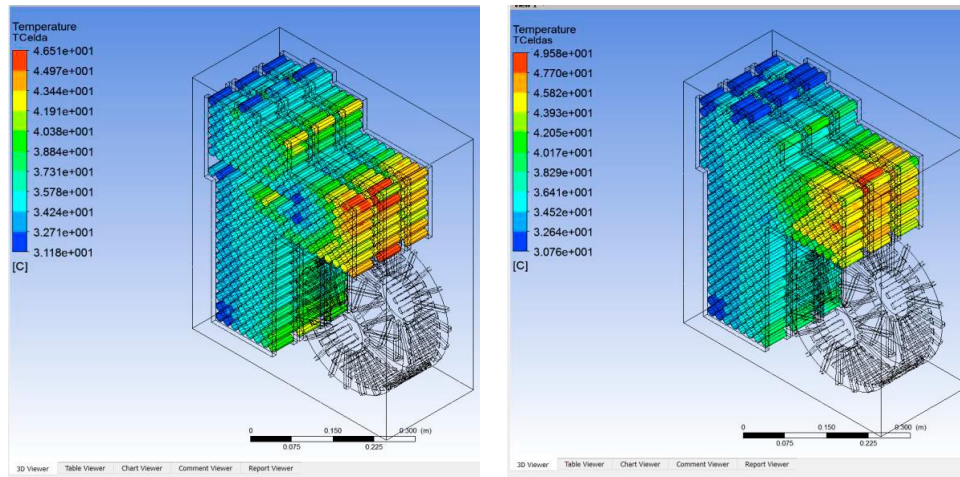 Temperature
TCelda
4.651e+001
4.497e+001
4.344e+001
4.191e+001
4.038e+001
3.884e+001
3.731e+001
3.578e+001
3.424e+001
3.271e+001
3.118e+001
[C]
0 0.150 0.300 (m)
0.075 0.225
3D Viewer Table Viewer Chart Viewer Comment Viewer Report Viewer
Temperature
TCeldas
4.958e+001
4.770e+001
4.582e+001
4.393e+001
4.205e+001
4.017e+001
3.829e+001
3.641e+001
3.452e+001
3.264e+001
3.076e+001
[C]
0 0.150 0.300 (m)
0.075 0.225
3D Viewer Table Viewer Chart Viewer Comment Viewer Report Viewer